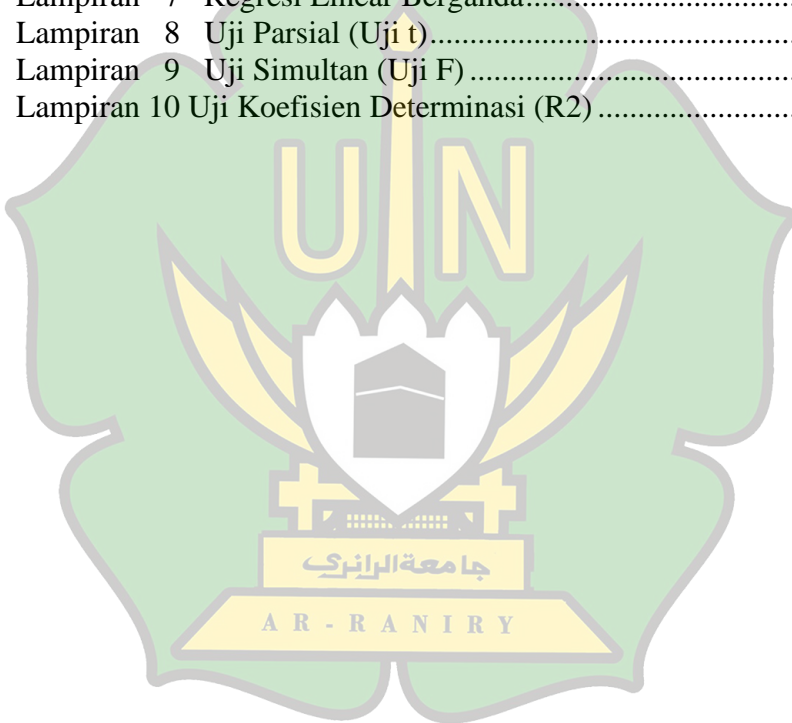 Lampiran 7 Regresi Linear Berganda....................................
Lampiran 8 Uji Parsial (Uji t)................................................
Lampiran 9 Uji Simultan (Uji F)...........................................
Lampiran 10 Uji Koefisien Determinasi (R2)..........................
UIN
جامعة الرانري
AR-RANIRY